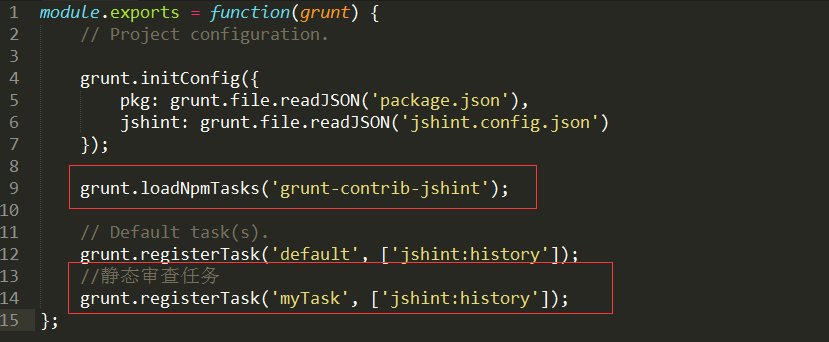 1 module.exports = function(grunt) {
2     // Project configuration.
3
4     grunt.initConfig({
5         pkg: grunt.file.readJSON('package.json'),
6         jshint: grunt.file.readJSON('jshint.config.json')
7     });
8
9     grunt.loadNpmTasks('grunt-contrib-jshint');
10
11     // Default task(s).
12     grunt.registerTask('default', ['jshint:history']);
13     //静态审查任务
14     grunt.registerTask('myTask', ['jshint:history']);
15 };